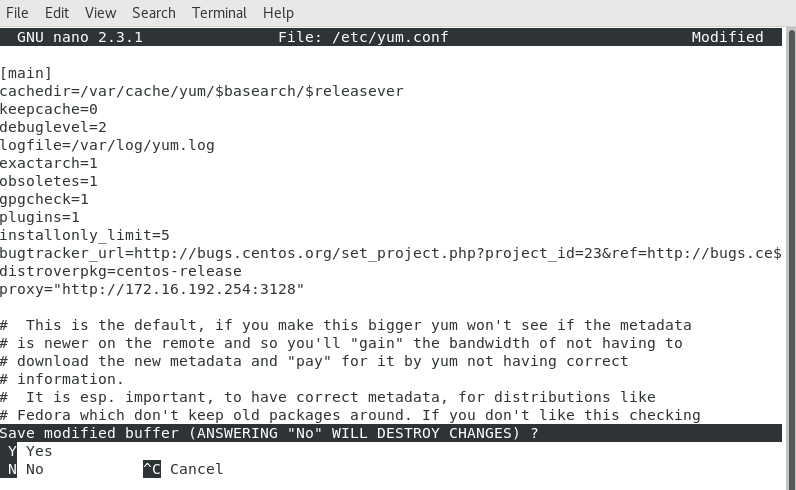 File Edit View Search Terminal Help
GNU nano 2.3.1 File: /etc/yum.conf Modified
[main]
cachedir=/var/cache/yum/$basearch/$releasever
keepcache=0
debuglevel=2
logfile=/var/log/yum.log
exactarch=1
obsoletes=1
gpgcheck=1
plugins=1
installonly_limit=5
bugtracker_url=http://bugs.centos.org/set_project.php?project_id=23&ref=http://bugs.ce$
distroverpkg=centos-release
proxy="http://172.16.192.254:3128"
#  This is the default, if you make this bigger yum won't see if the metadata
# is newer on the remote and so you'll "gain" the bandwidth of not having to
# download the new metadata and "pay" for it by yum not having correct
# information.
#  It is esp. important, to have correct metadata, for distributions like
# Fedora which don't keep old packages around. If you don't like this checking
Save modified buffer (ANSWERING "No" WILL DESTROY CHANGES) ?
Y Yes
N No ^C Cancel